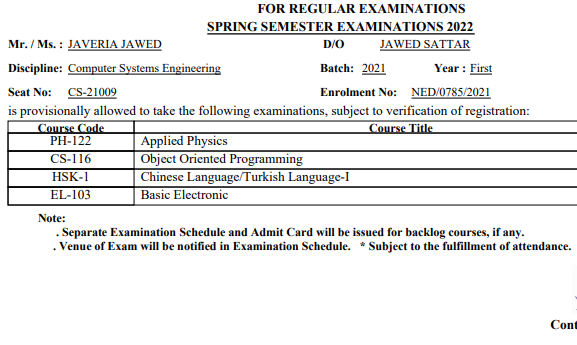 FOR REGULAR EXAMINATIONS
SPRING SEMESTER EXAMINATIONS 2022
Mr. / Ms. : JAVERIA JAWED D/O JAWED SATTAR
Discipline: Computer Systems Engineering Batch: 2021 Year : First
Seat No: CS-21009 Enrolment No: NED/0785/2021
is provisionally allowed to take the following examinations, subject to verification of registration:
Course Code Course Title
PH-122 Applied Physics
CS-116 Object Oriented Programming
HSK-1 Chinese Language/Turkish Language-I
EL-103 Basic Electronic
Note:
. Separate Examination Schedule and Admit Card will be issued for backlog courses, if any.
. Venue of Exam will be notified in Examination Schedule. * Subject to the fulfillment of attendance.
Cont